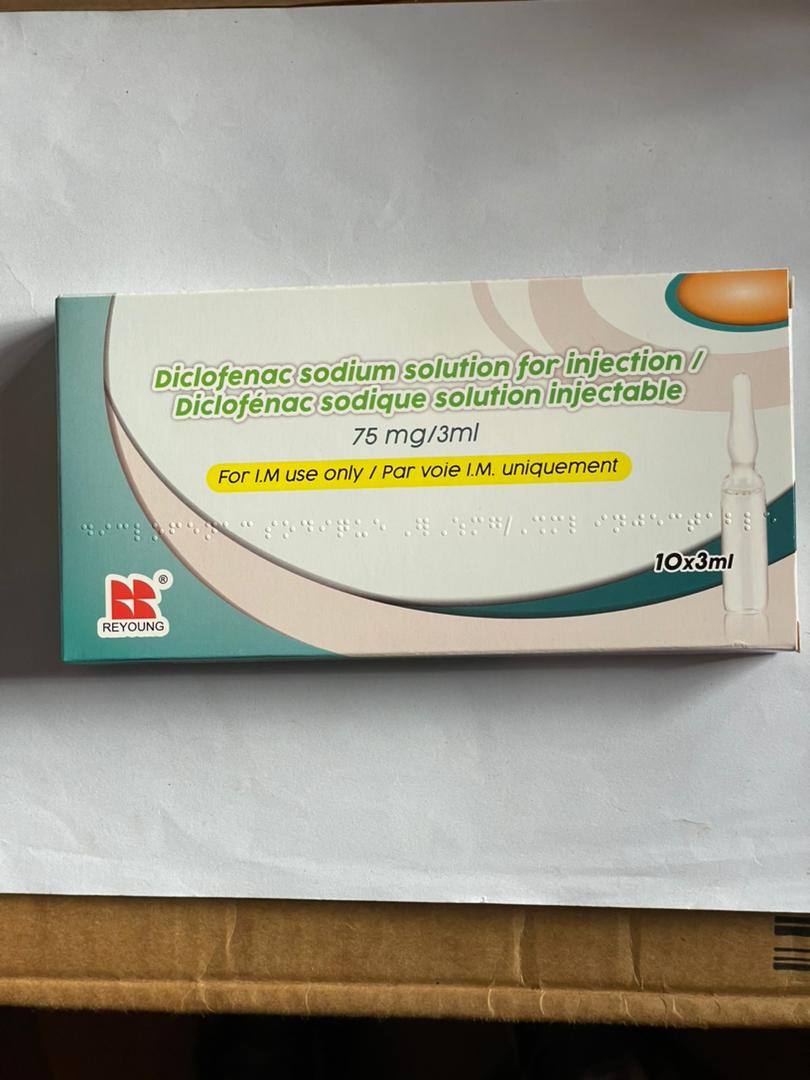 Diclofenac sodium solution for injection /
Diclofénac sodique solution injectable
75 mg/3ml
For I.M use only / Par voie I.M. uniquement
10x3ml
®
REYOUNG